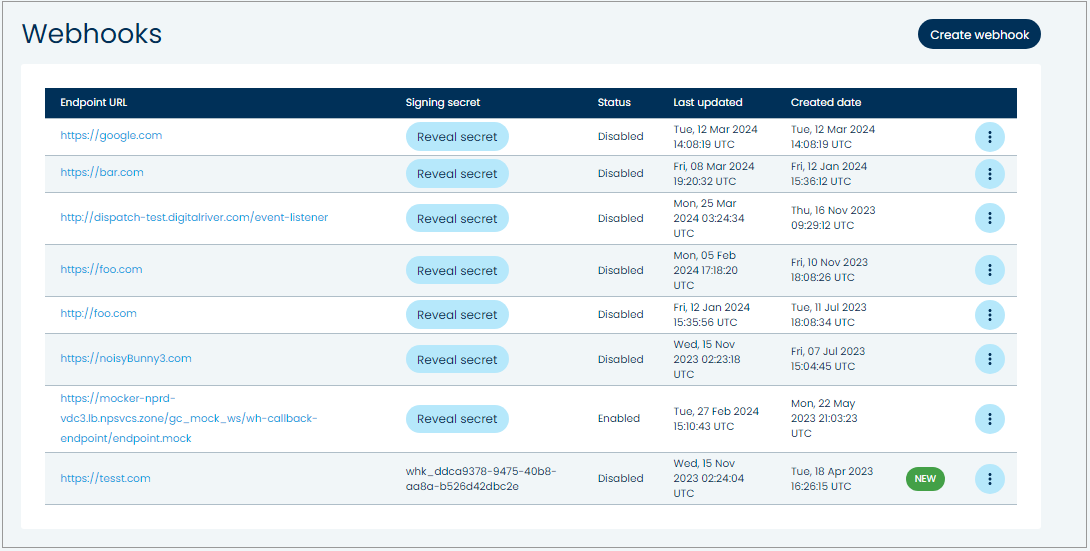 Webhooks
Create webhook
Endpoint URL Signing secret Status Last updated Created date
https://google.com Reveal secret Disabled Tue, 12 Mar 2024 14:08:19 UTC Tue, 12 Mar 2024 14:08:19 UTC
https://bar.com Reveal secret Disabled Fri, 08 Mar 2024 19:20:32 UTC Fri, 12 Jan 2024 15:36:12 UTC
http://dispatch-test.digitalriver.com/event-listener Reveal secret Disabled Mon, 25 Mar 2024 03:24:34 UTC Thu, 16 Nov 2023 09:29:12 UTC
https://foo.com Reveal secret Disabled Mon, 05 Feb 2024 17:18:20 UTC Fri, 10 Nov 2023 18:08:26 UTC
http://foo.com Reveal secret Disabled Fri, 12 Jan 2024 15:35:56 UTC Tue, 11 Jul 2023 18:08:34 UTC
https://noisyBunny3.com Reveal secret Disabled Wed, 15 Nov 2023 02:23:18 UTC Fri, 07 Jul 2023 15:04:45 UTC
https://mocker-nprd-vdc3.lb.npsvcs.zone/gc_mock_ws/wh-callback-endpoint/endpoint.mock Reveal secret Enabled Tue, 27 Feb 2024 15:10:43 UTC Mon, 22 May 2023 21:03:23 UTC
https://tesst.com whk_ddca9378-9475-40b8-aa8a-b526d42dbc2e Disabled Wed, 15 Nov 2023 02:24:04 UTC Tue, 18 Apr 2023 16:26:15 UTC NEW